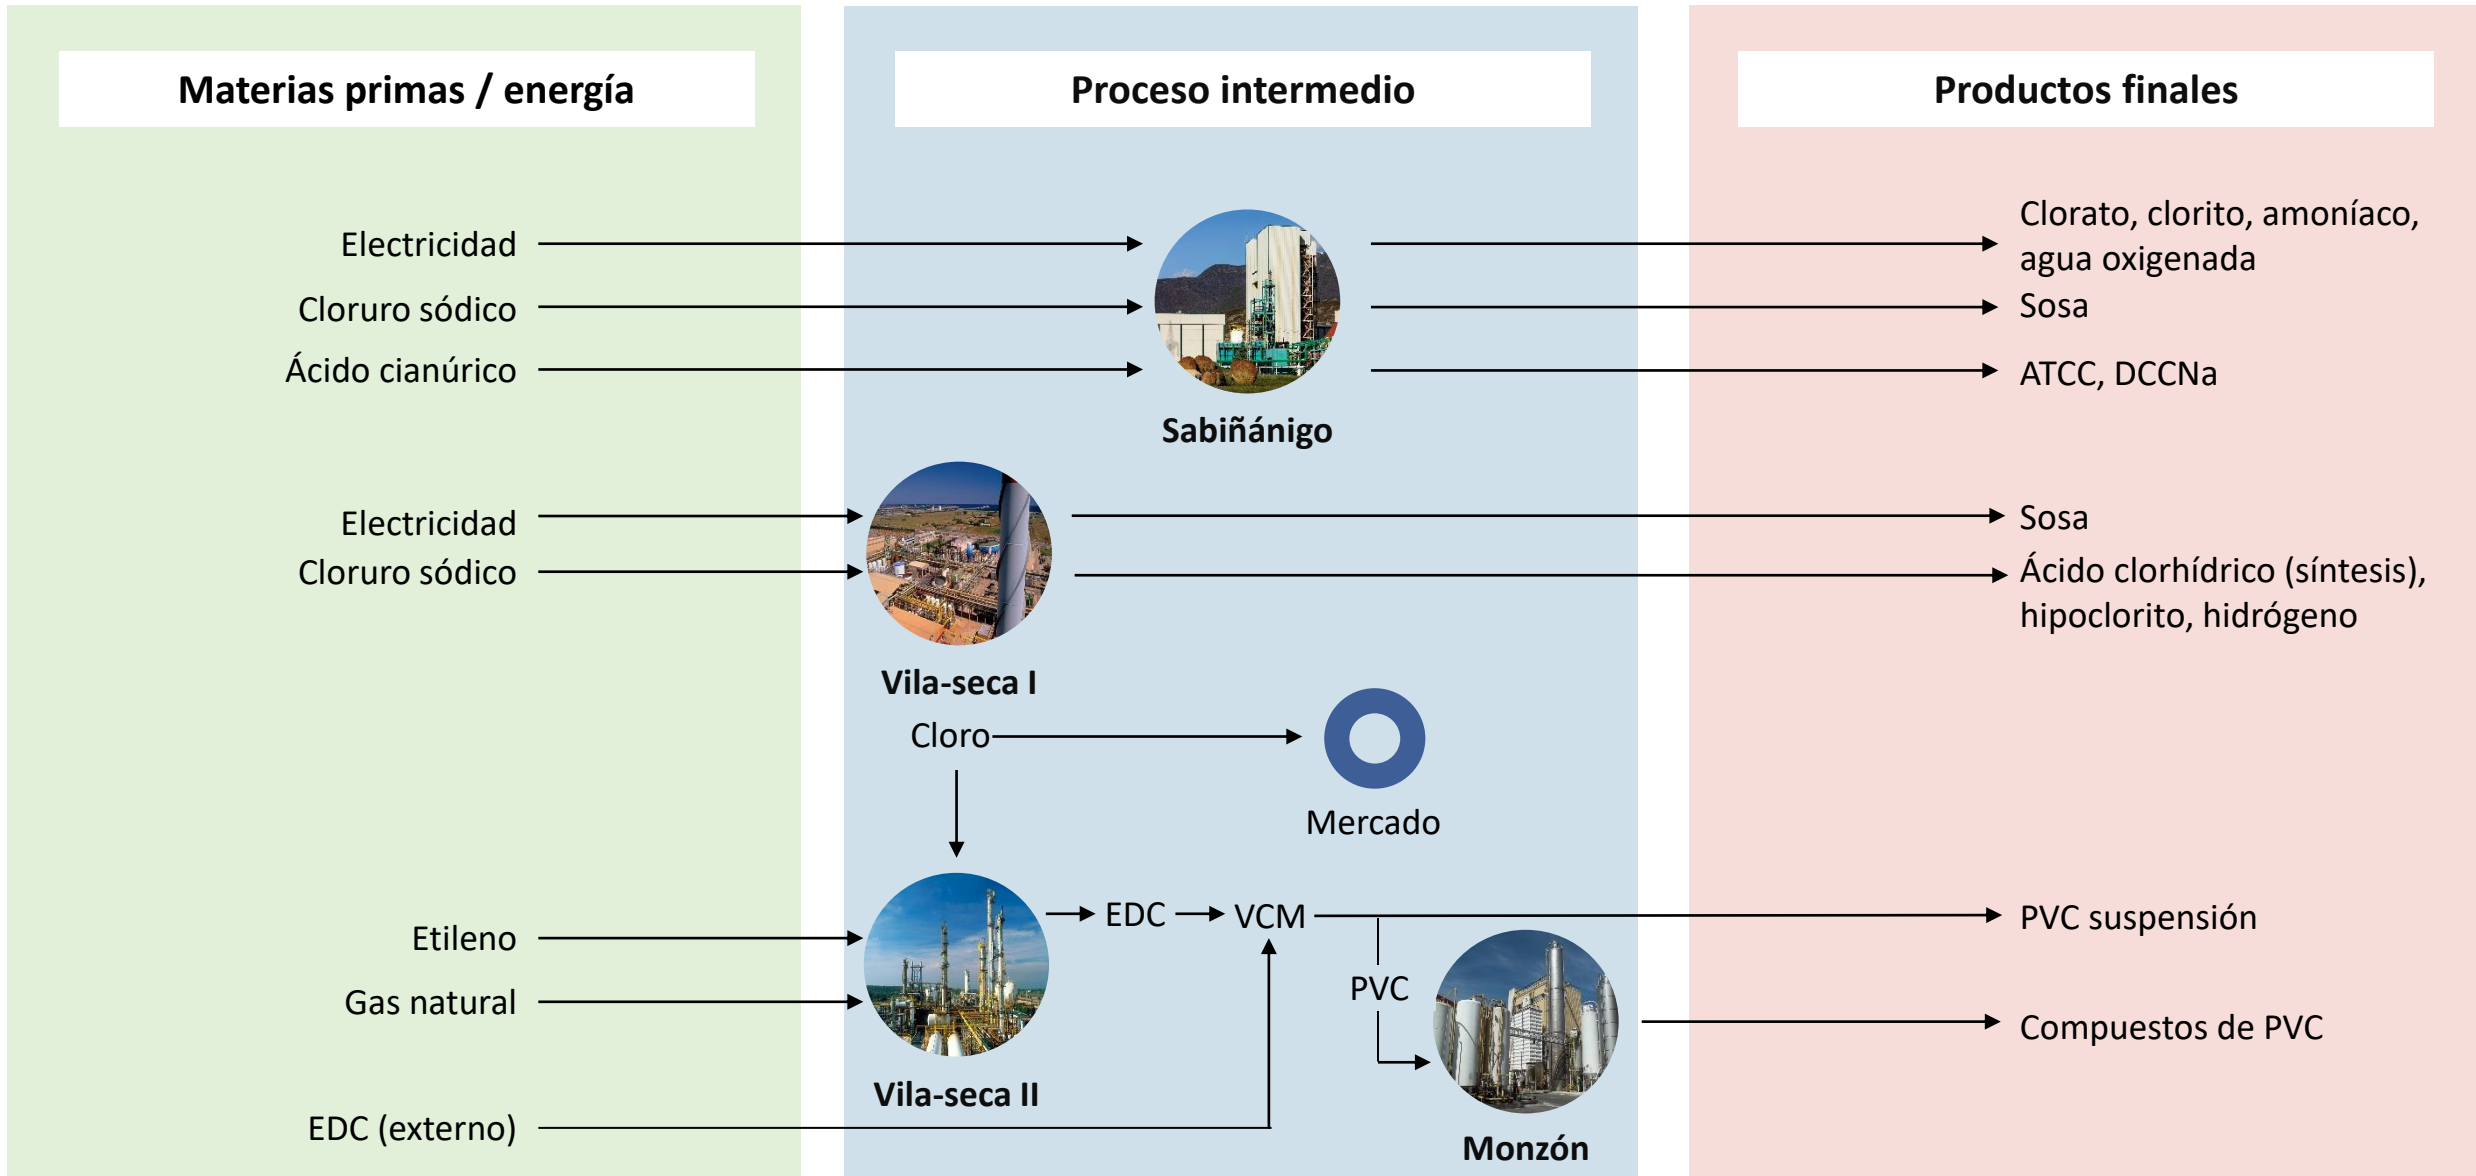 Materias primas / energía
Proceso intermedio
Productos finales
Electricidad
Cloruro sódico
Ácido cianúrico
Sabiñánigo
Clorato, clorito, amoníaco,
agua oxigenada
Sosa
ATCC, DCCNa
Electricidad
Cloruro sódico
Vila-seca I
Sosa
Ácido clorhídrico (síntesis),
hipoclorito, hidrógeno
Cloro
Mercado
Etileno
Gas natural
EDC (externo)
Vila-seca II
EDC
VCM
PVC
Monzón
PVC suspensión
Compuestos de PVC